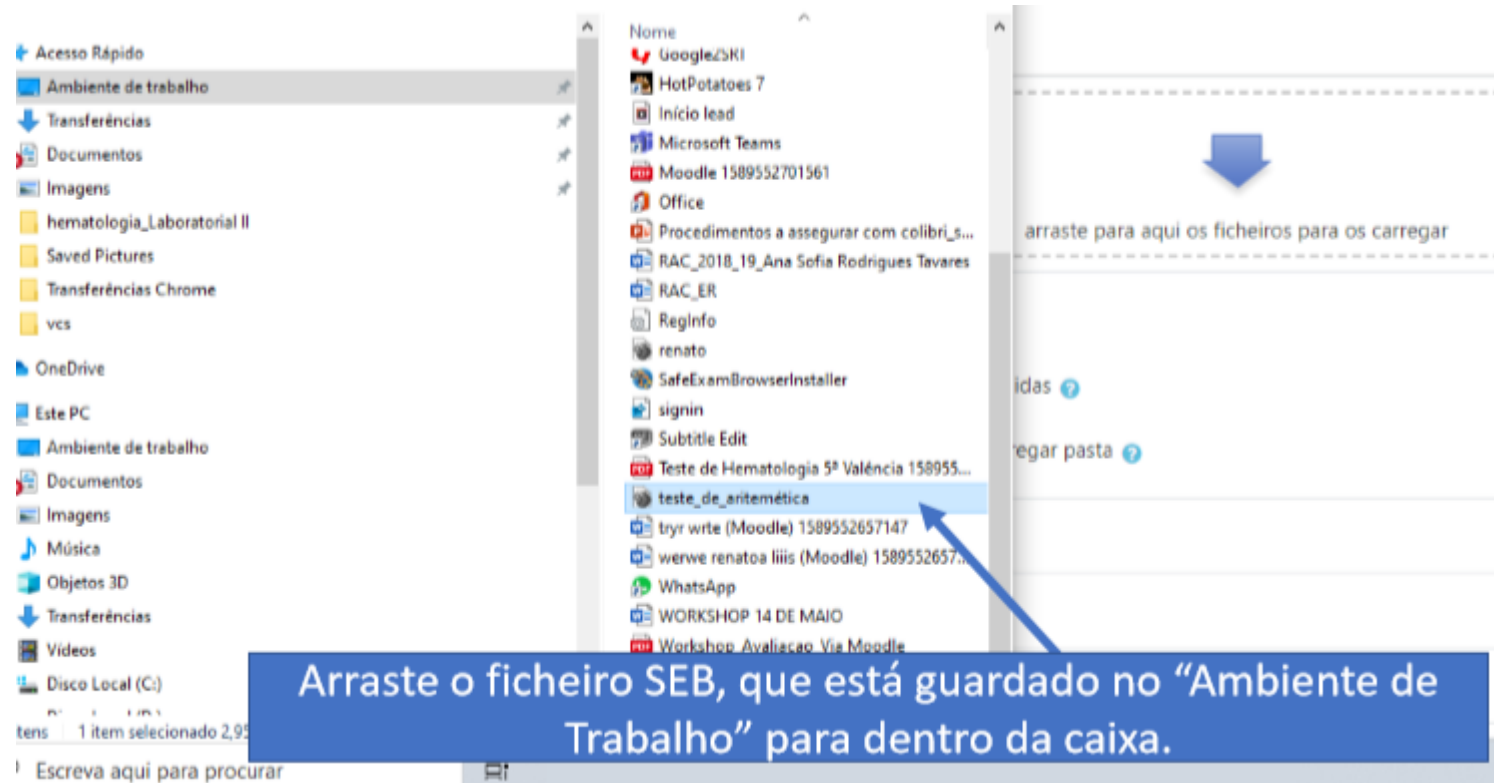 Acesso Rápido
Ambiente de trabalho
Transferências
Documentos
Imagens
hematologia_Laboratorial II
Saved Pictures
Transferências Chrome
vcs
OneDrive
Este PC
Ambiente de trabalho
Documentos
Imagens
Música
Objetos 3D
Transferências
Vídeos
Disco Local (C:)
1 item selecionado 2,95
Escreva aqui para procurar
Nome
HotPotatoes 7
Início lead
Microsoft Teams
Moodle 1589552701561
Office
Procedimentos a assegurar com colibri_s...
RAC_2018_19_Ana Sofia Rodrigues Tavares
RAC_ER
RegInfo
renato
SafeExamBrowserInstaller
signin
Subtitle Edit
Teste de Hematologia 5ª Valência 158955...
teste_de_aritemética
tryr wrte (Moodle) 1589552657147
werwe renatoa liiis (Moodle) 1589552657...
WhatsApp
WORKSHOP 14 DE MAIO
Workshop_Avaliacao_Via Moodle
arraste para aqui os ficheiros para os carregar
idas
egar pasta
Arraste o ficheiro SEB, que está guardado no “Ambiente de
Trabalho” para dentro da caixa.